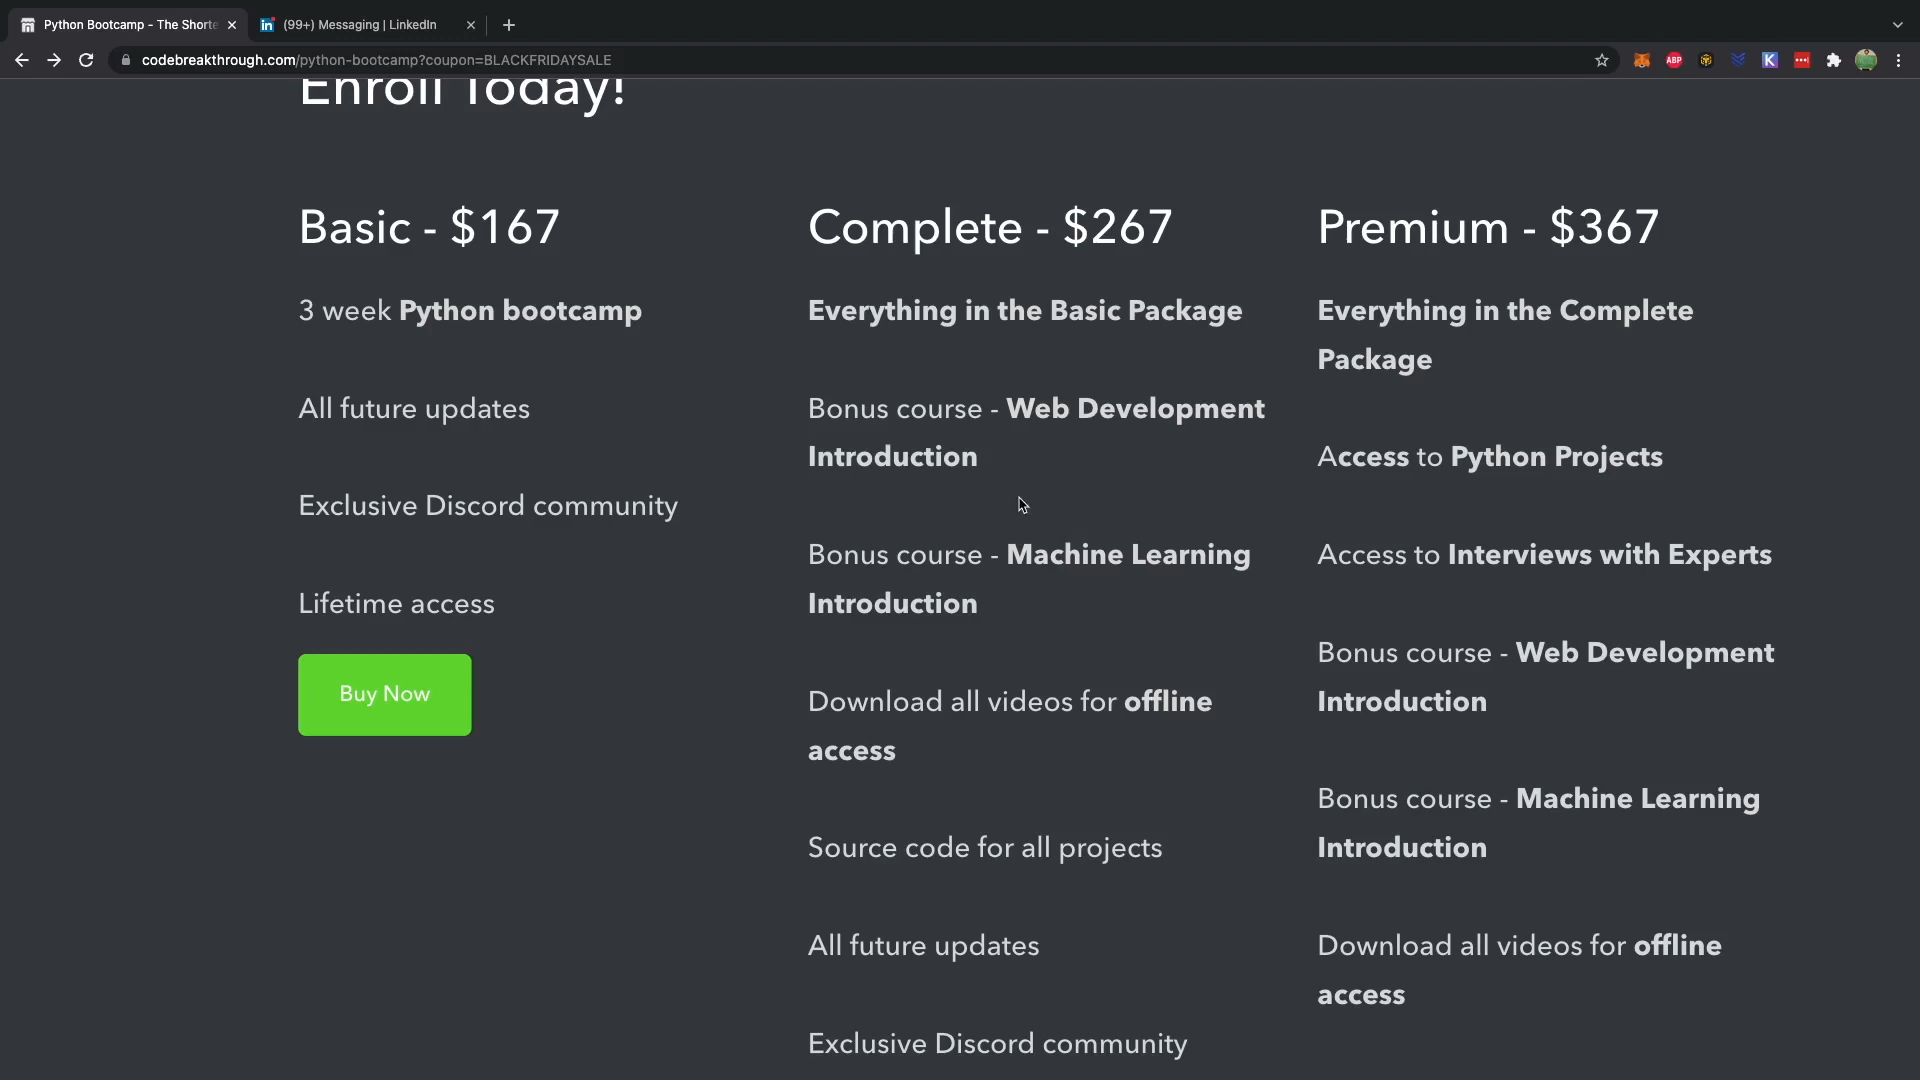 Python Bootcamp - The Shorte
(99+) Messaging | LinkedIn
codebreakthrough.com/python-bootcamp?coupon=BLACKFRIDAYSALE
ABP
K
Enroll Today!
Basic - $167
3 week Python bootcamp
All future updates
Exclusive Discord community
Lifetime access
Buy Now
Complete - $267
Everything in the Basic Package
Bonus course - Web Development
Introduction
Bonus course - Machine Learning
Introduction
Download all videos for offline
access
Source code for all projects
All future updates
Exclusive Discord community
Premium - $367
Everything in the Complete
Package
Access to Python Projects
Access to Interviews with Experts
Bonus course - Web Development
Introduction
Bonus course - Machine Learning
Introduction
Download all videos for offline
access